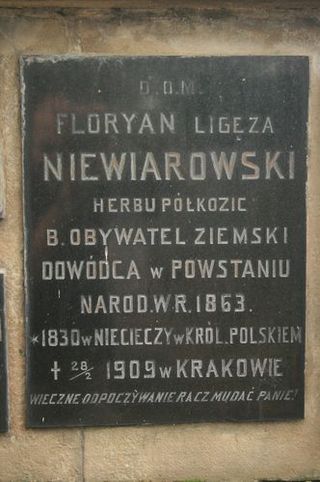 D.O.M.
FLORYAN LIGĘZA
NIEWIAROWSKI
HERBU PÓŁKOZIC
B. OBYWATEL ZIEMSKI
DOWÓDCA W POWSTANIU
NAROD. W R. 1863.
*1830 W NIECIECZY W KRÓL. POLSKIEM
† 28/2 1909 W KRAKOWIE
WIECZNE ODPOCZYWANIE RACZ MU DAĆ PANIE!